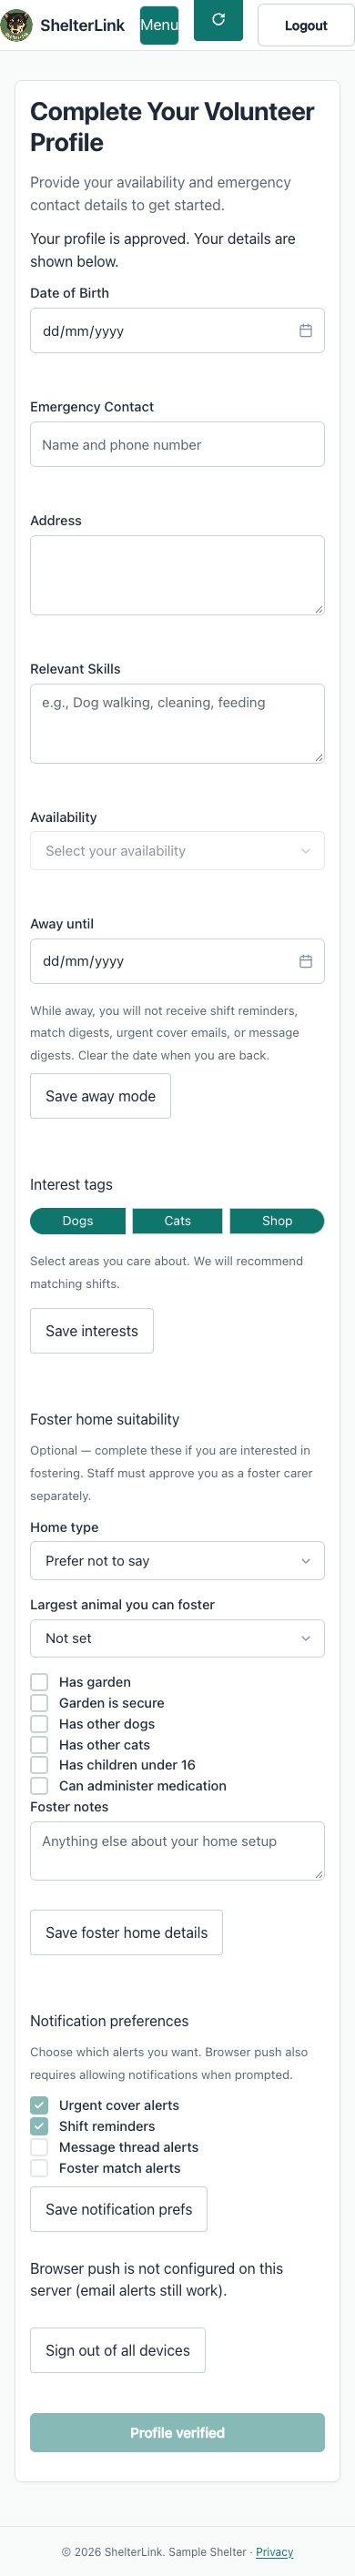 ShelterLink
Menu
Logout
Complete Your Volunteer
Profile
Provide your availability and emergency
contact details to get started.
Your profile is approved. Your details are
shown below.
Date of Birth
dd/mm/yyyy
Emergency Contact
Name and phone number
Address
Relevant Skills
e.g., Dog walking, cleaning, feeding
Availability
Select your availability
Away until
dd/mm/yyyy
While away, you will not receive shift reminders,
match digests, urgent cover emails, or message
digests. Clear the date when you are back.
Save away mode
Interest tags
Dogs
Cats
Shop
Select areas you care about. We will recommend
matching shifts.
Save interests
Foster home suitability
Optional — complete these if you are interested in
fostering. Staff must approve you as a foster carer
separately.
Home type
Prefer not to say
Largest animal you can foster
Not set
Has garden
Garden is secure
Has other dogs
Has other cats
Has children under 16
Can administer medication
Foster notes
Anything else about your home setup
Save foster home details
Notification preferences
Choose which alerts you want. Browser push also
requires allowing notifications when prompted.
Urgent cover alerts
Shift reminders
Message thread alerts
Foster match alerts
Save notification prefs
Browser push is not configured on this
server (email alerts still work).
Sign out of all devices
Profile verified
© 2026 ShelterLink. Sample Shelter · Privacy